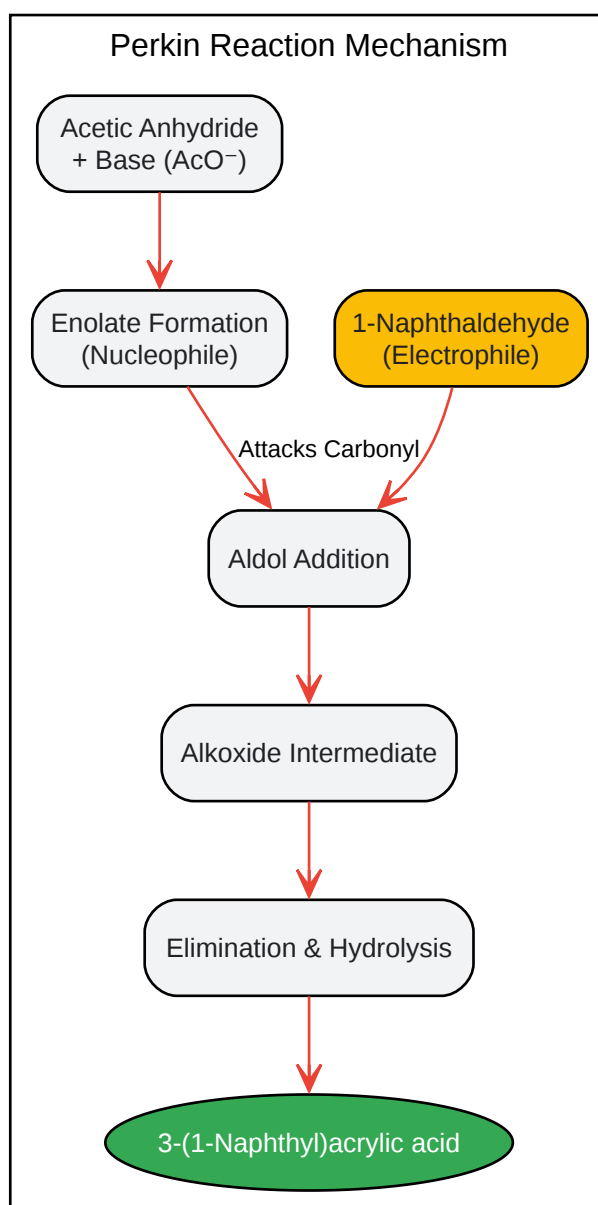 Perkin Reaction Mechanism
Acetic Anhydride
+ Base (AcO⁻)
Enolate Formation
(Nucleophile)
1-Naphthaldehyde
(Electrophile)
Attacks Carbonyl
Aldol Addition
Alkoxide Intermediate
Elimination & Hydrolysis
3-(1-Naphthyl)acrylic acid